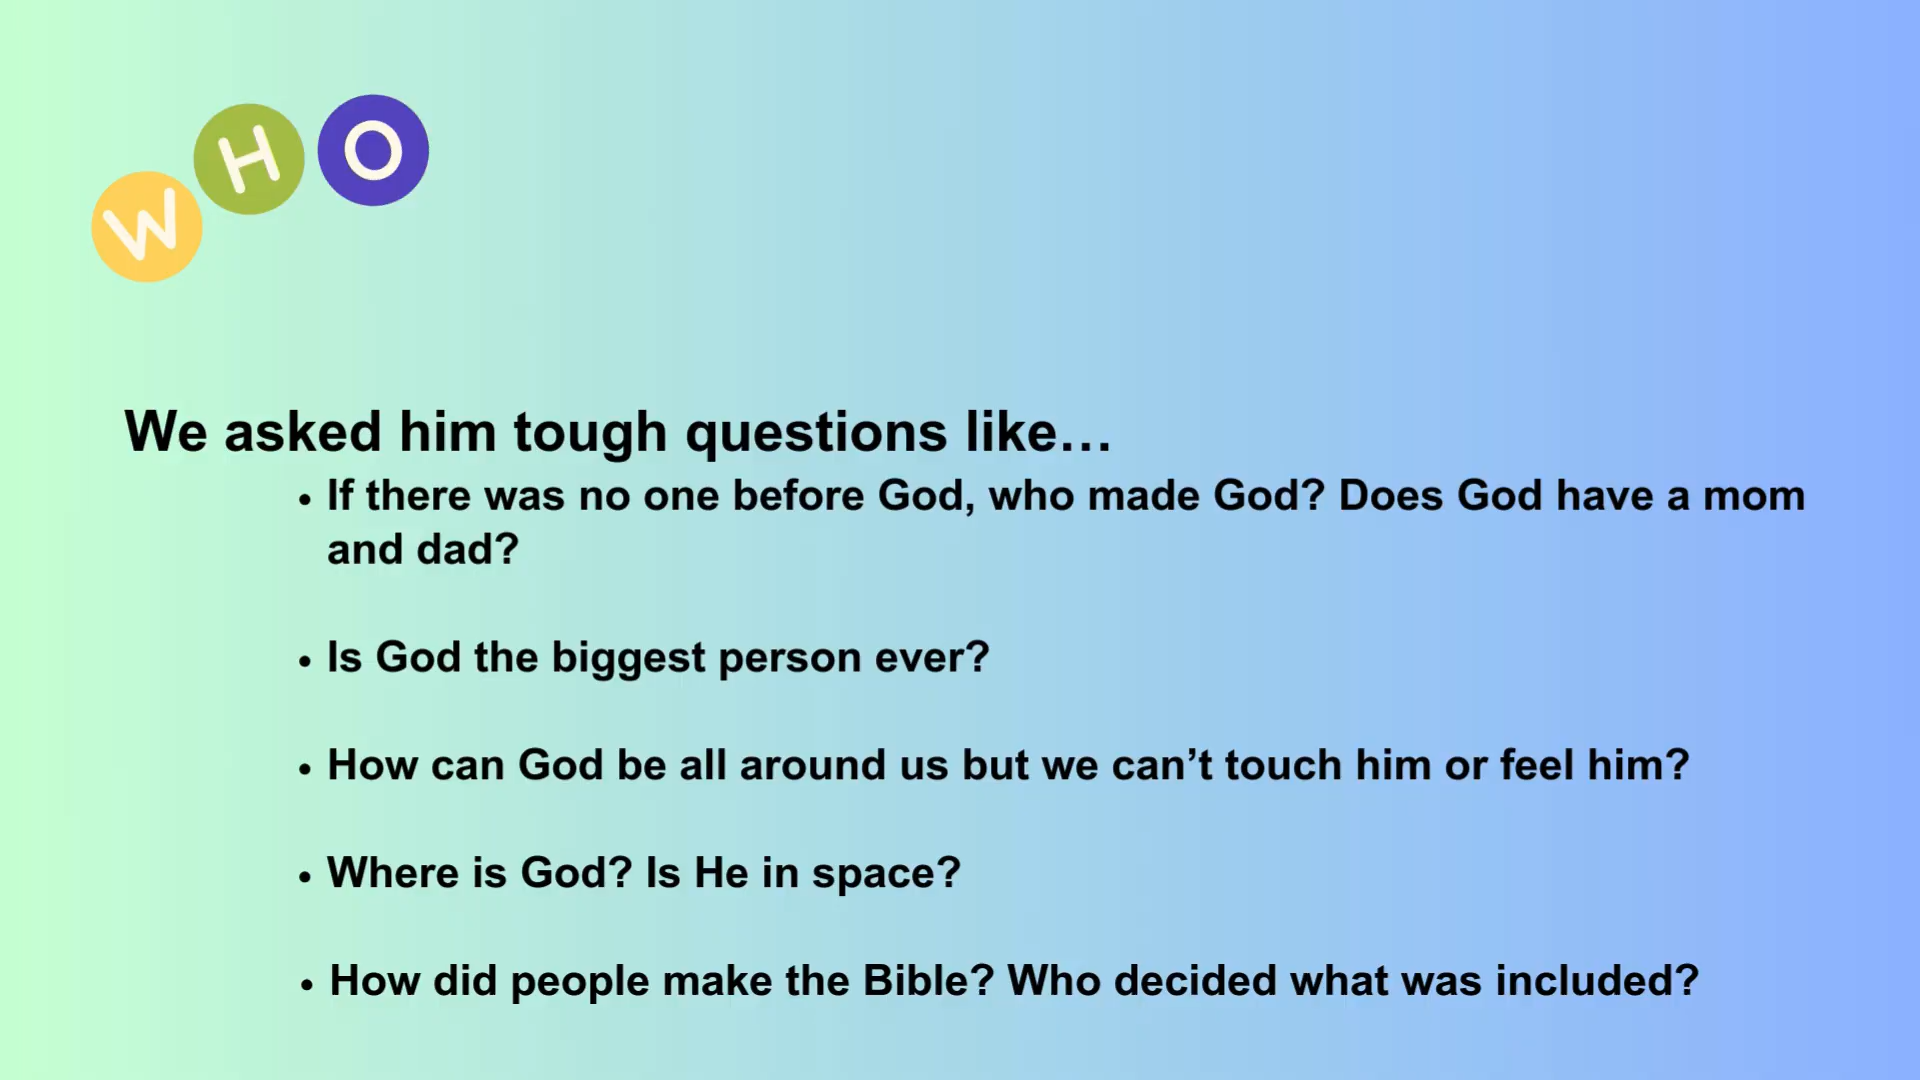 WHO
We asked him tough questions like…
• If there was no one before God, who made God? Does God have a mom
and dad?
• Is God the biggest person ever?
• How can God be all around us but we can’t touch him or feel him?
• Where is God? Is He in space?
• How did people make the Bible? Who decided what was included?